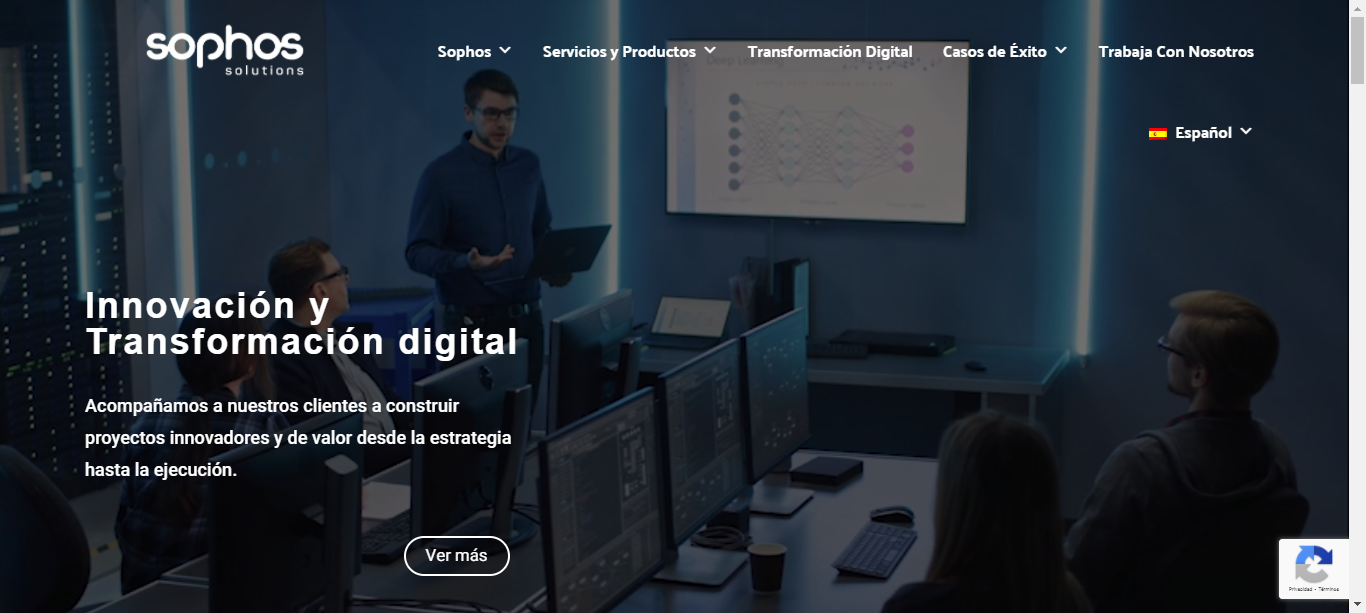 sophos
solutions
Sophos
Servicios y Productos
Transformación Digital
Casos de Éxito
Trabaja Con Nosotros
Español
Innovación y
Transformación digital
Acompañamos a nuestros clientes a construir
proyectos innovadores y de valor desde la estrategia
hasta la ejecución.
Ver más
Privacidad - Términos